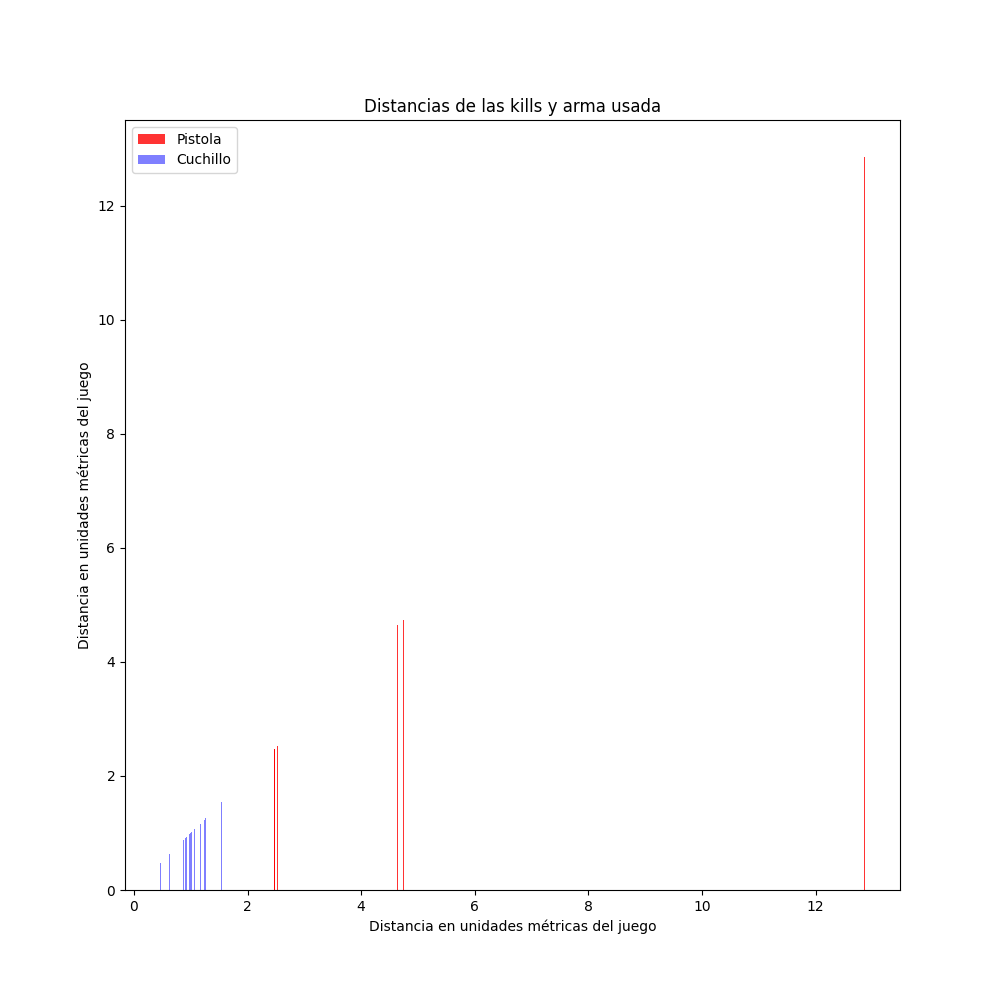 Distancias de las kills y arma usada
Pistola
Cuchillo
12
10
8
6
4
2
0
Distancia en unidades métricas del juego
0 2 4 6 8 10 12
Distancia en unidades métricas del juego